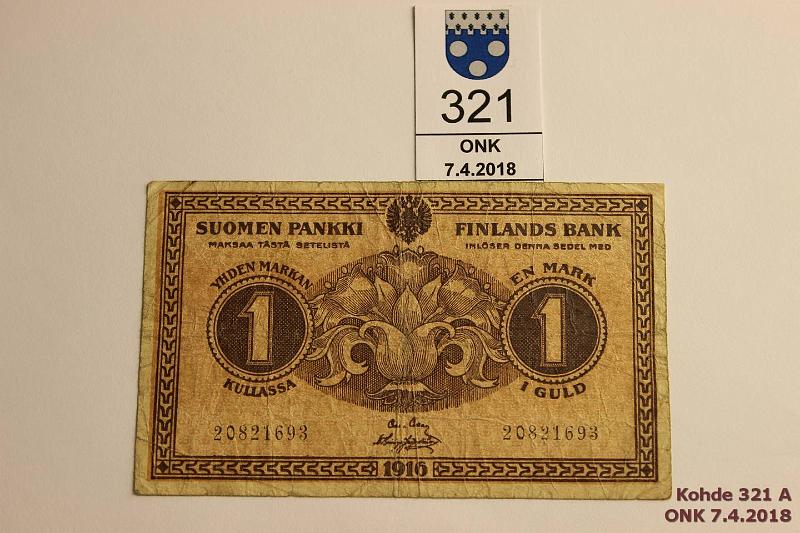 321
ONK
7.4.2018
SUOMEN PANKKI
MAKSAA TÄSTÄ SETELISTÄ
FINLANDS BANK
INLÖSER DENNA SEDEL MED
YHDEN MARKAN
1
KULLASSA
EN MARK
1
I GULD
20821693
20821693
1916
Kohde 321 A
ONK 7.4.2018